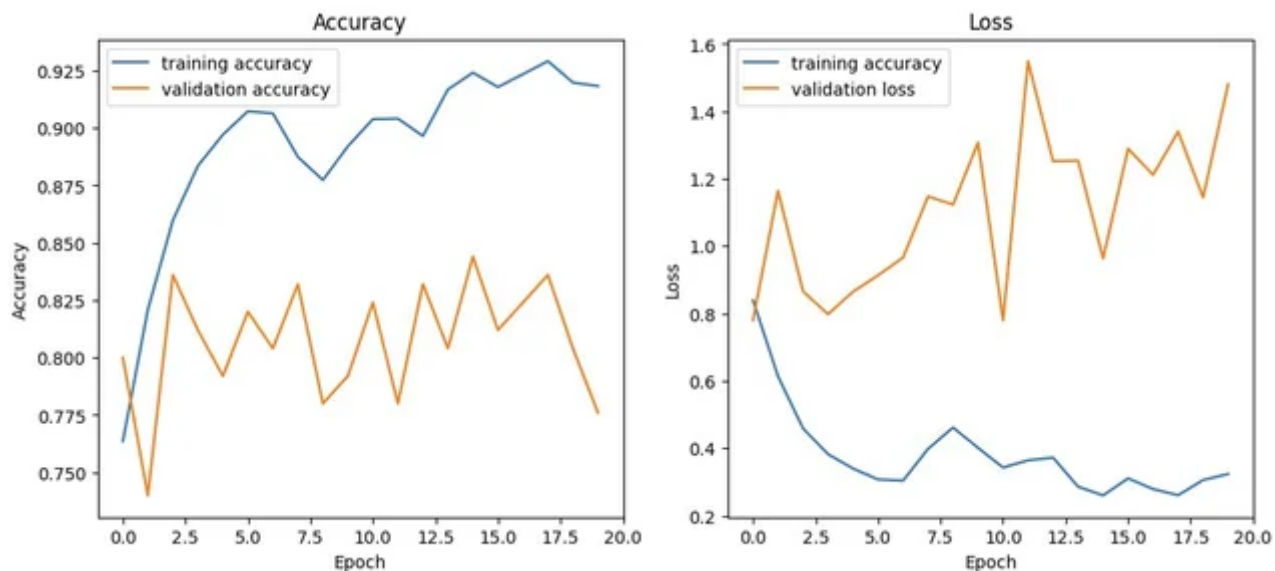 Accuracy
training accuracy
validation accuracy
0.925
0.900
0.875
0.850
0.825
0.800
0.775
0.750
Accuracy
0.0 2.5 5.0 7.5 10.0 12.5 15.0 17.5 20.0
Epoch
Loss
training accuracy
validation loss
1.6
1.4
1.2
1.0
0.8
0.6
0.4
0.2
Loss
0.0 2.5 5.0 7.5 10.0 12.5 15.0 17.5 20.0
Epoch